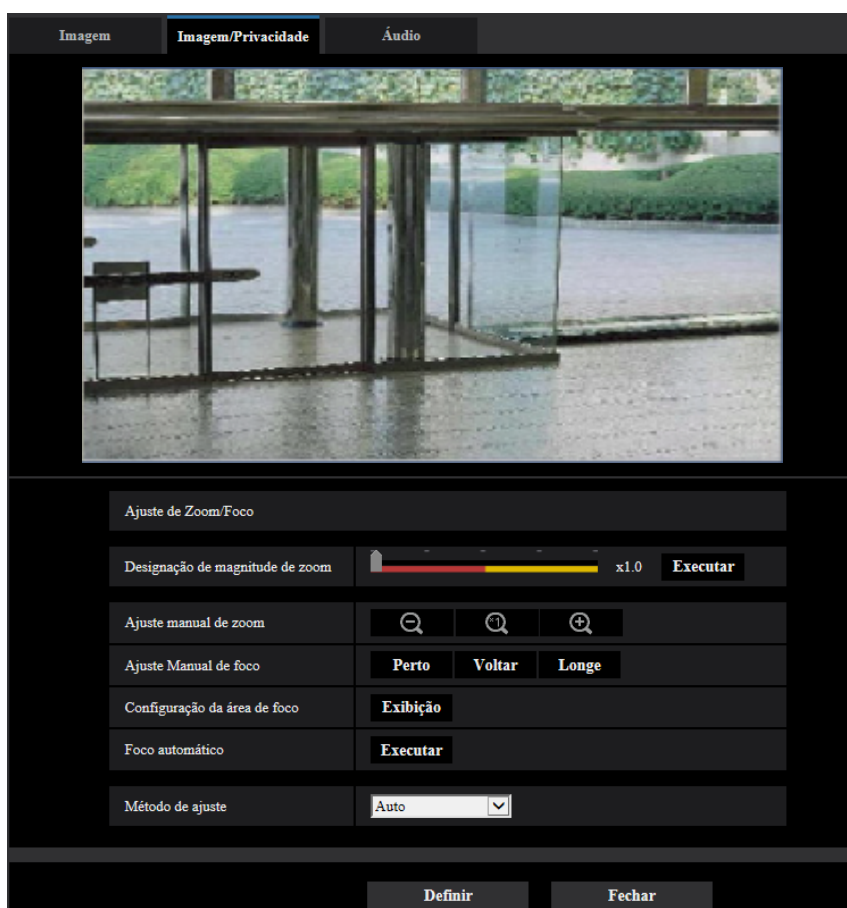 Imagem Imagem/Privacidade Áudio
Ajuste de Zoom/Foco
Designação de magnitude de zoom x1.0 Executar
Ajuste manual de zoom ×1
Ajuste Manual de foco Perto Voltar Longe
Configuração da área de foco Exibição
Foco automático Executar
Método de ajuste Auto
Definir Fechar